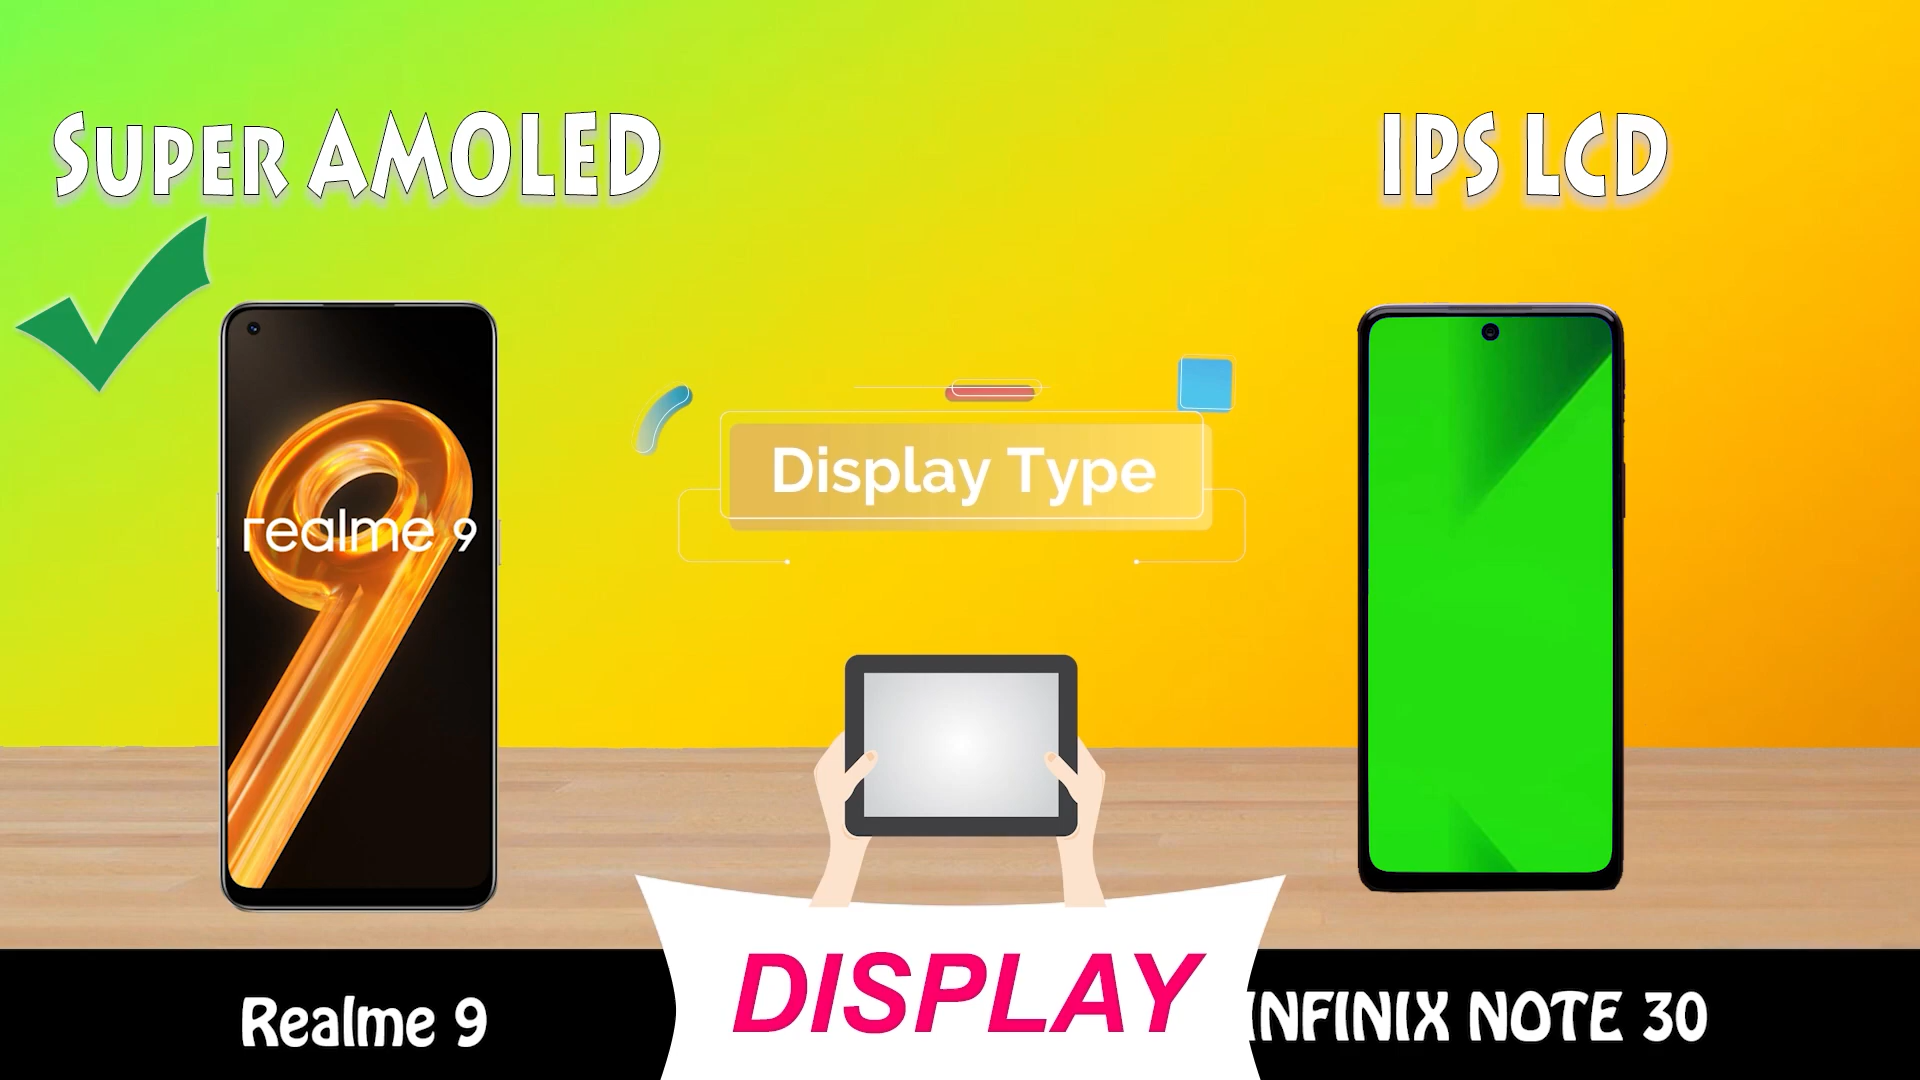 SUPER AMOLED
IPS LCD
Display Type
realme 9
DISPLAY
Realme 9
INFINIX NOTE 30